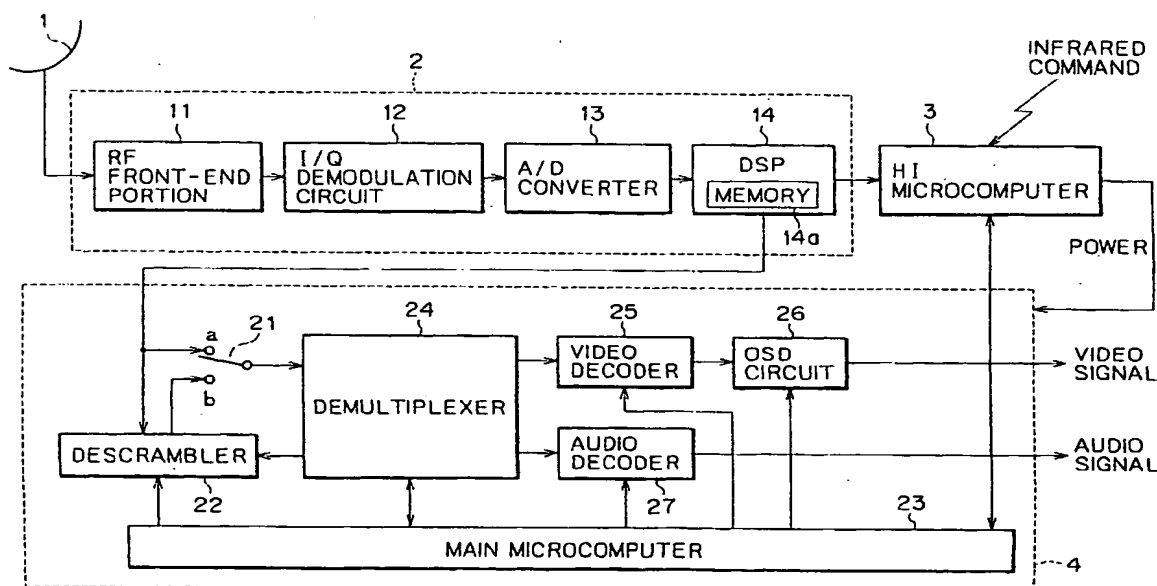 1
2
INFRARED
COMMAND
11
12
13
14
3
RF
FRONT-END
PORTION
I/Q
DEMODULATION
CIRCUIT
A/D
CONVERTER
DSP
MEMORY
14a
HI
MICROCOMPUTER
POWER
24
25
26
a
21
b
DEMULTIPLEXER
VIDEO
DECODER
OSD
CIRCUIT
VIDEO
SIGNAL
DESCRAMBLER
22
AUDIO
DECODER
27
AUDIO
SIGNAL
23
MAIN MICROCOMPUTER
4